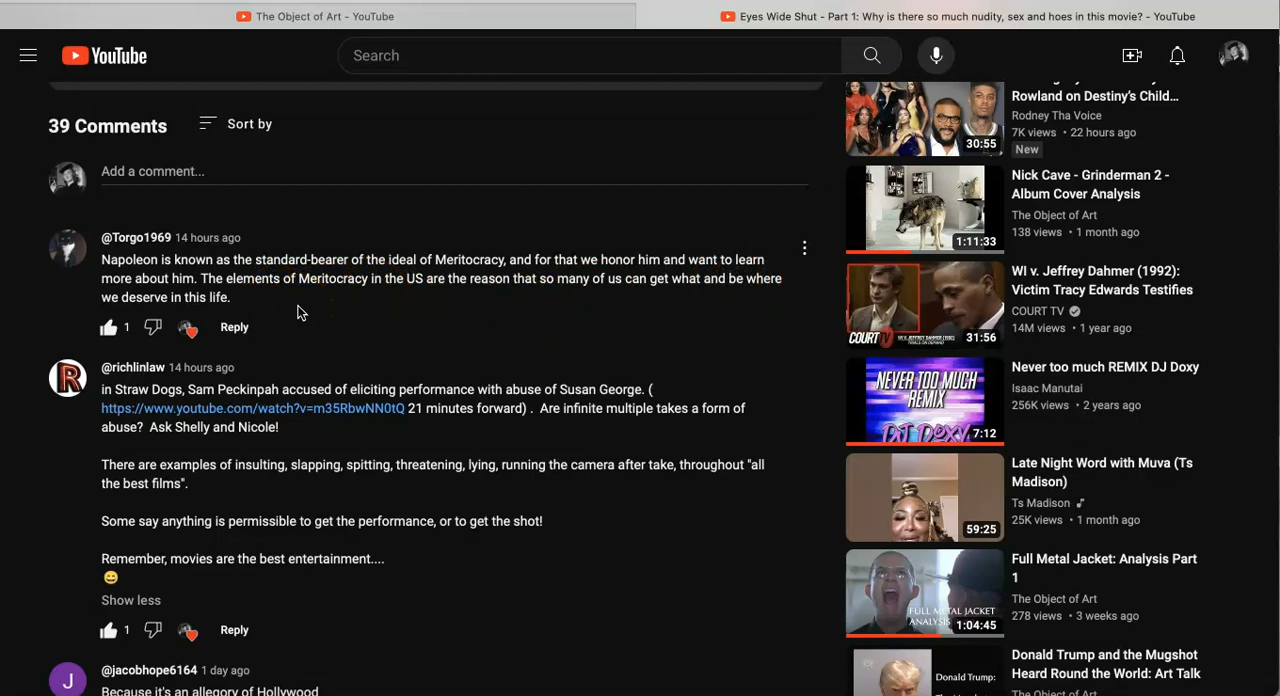 The Object of Art - YouTube
Eyes Wide Shut - Part 1: Why is there so much nudity, sex and hoes in this movie? - YouTube
YouTube
Search
39 Comments
Sort by
Add a comment...
@Torgo1969 14 hours ago
Napoleon is known as the standard-bearer of the ideal of Meritocracy, and for that we honor him and want to learn
more about him. The elements of Meritocracy in the US are the reason that so many of us can get what and be where
we deserve in this life.
1
Reply
@richlinlaw 14 hours ago
in Straw Dogs, Sam Peckinpah accused of eliciting performance with abuse of Susan George. (
https://www.youtube.com/watch?v=m35RbwNN0tQ 21 minutes forward) . Are infinite multiple takes a form of
abuse? Ask Shelly and Nicole!
There are examples of insulting, slapping, spitting, threatening, lying, running the camera after take, throughout "all
the best films".
Some say anything is permissible to get the performance, or to get the shot!
Remember, movies are the best entertainment....
Show less
1
Reply
J
@jacobhope6164 1 day ago
Because it's an allegory of Hollywood
30:55
Rowland on Destiny's Child...
Rodney Tha Voice
7K views • 22 hours ago
New
1:11:33
Nick Cave - Grinderman 2 -
Album Cover Analysis
The Object of Art
138 views • 1 month ago
COURT
31:56
WI v. Jeffrey Dahmer (1992):
Victim Tracy Edwards Testifies
COURT TV
14M views • 1 year ago
NEVER TOO MUCH
REMIX
DJ DOXY
7:12
Never too much REMIX DJ Doxy
Isaac Manutai
256K views • 2 years ago
59:25
Late Night Word with Muva (Ts
Madison)
Ts Madison
25K views • 1 month ago
FULL METAL JACKET
ANALYSIS PART 1
1:04:45
Full Metal Jacket: Analysis Part
1
The Object of Art
278 views • 3 weeks ago
Donald Trump:
Donald Trump and the Mugshot
Heard Round the World: Art Talk
The Object of Art